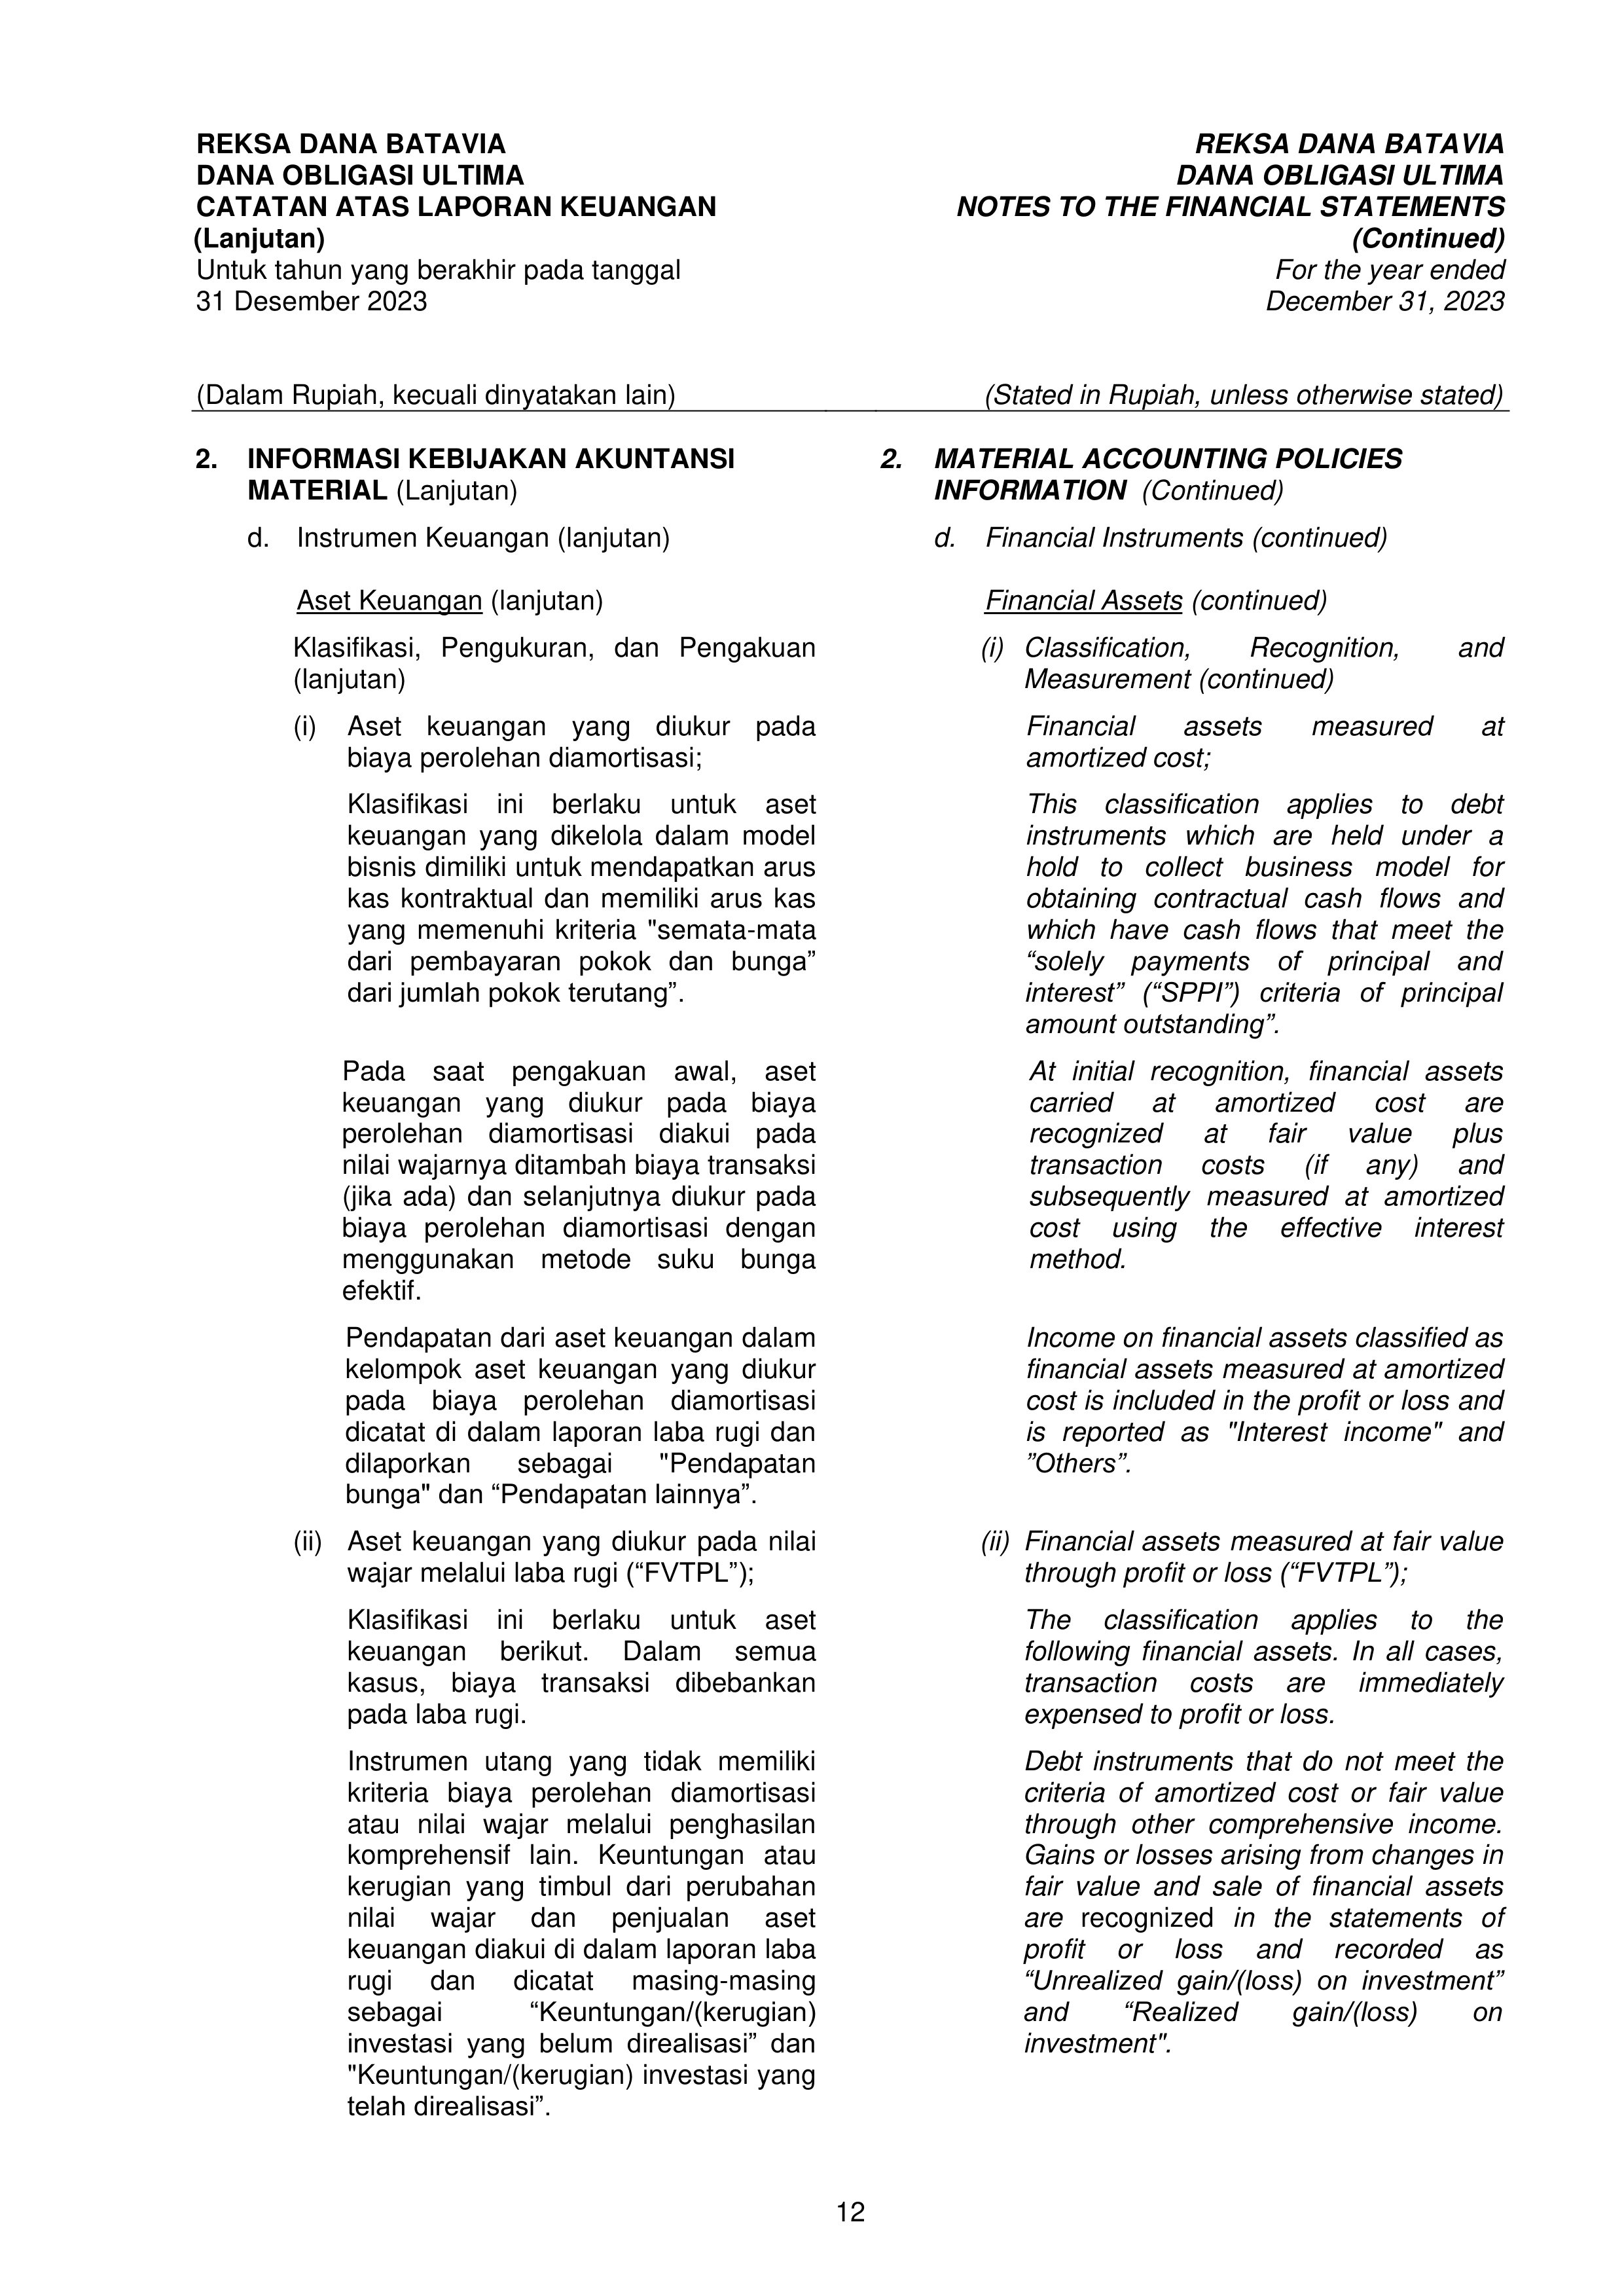 REKSA DANA BATAVIA
DANA OBLIGASI ULTIMA
CATATAN ATAS LAPORAN KEUANGAN
(Lanjutan)
Untuk tahun yang berakhir pada tanggal
31 Desember 2023
REKSA DANA BATAVIA
DANA OBLIGASI ULTIMA
NOTES TO THE FINANCIAL STATEMENTS
(Continued)
For the year ended
December 31, 2023
(Dalam Rupiah, kecuali dinyatakan lain)
(Stated in Rupiah, unless otherwise stated)
2. INFORMASI KEBIJAKAN AKUNTANSI
MATERIAL (Lanjutan)
d. Instrumen Keuangan (lanjutan)
Aset Keuangan (lanjutan)
Klasifikasi, Pengukuran, dan Pengakuan
(lanjutan)
(i) Aset keuangan yang diukur pada
biaya perolehan diamortisasi;
Klasifikasi ini berlaku untuk aset
keuangan yang dikelola dalam model
bisnis dimiliki untuk mendapatkan arus
kas kontraktual dan memiliki arus kas
yang memenuhi kriteria "semata-mata
dari pembayaran pokok dan bunga”
dari jumlah pokok terutang”.
Pada saat pengakuan awal, aset
keuangan yang diukur pada biaya
perolehan diamortisasi diakui pada
nilai wajarnya ditambah biaya transaksi
(jika ada) dan selanjutnya diukur pada
biaya perolehan diamortisasi dengan
menggunakan metode suku bunga
efektif.
Pendapatan dari aset keuangan dalam
kelompok aset keuangan yang diukur
pada biaya perolehan diamortisasi
dicatat di dalam laporan laba rugi dan
dilaporkan sebagai "Pendapatan
bunga" dan “Pendapatan lainnya”.
(ii) Aset keuangan yang diukur pada nilai
wajar melalui laba rugi (“FVTPL”);
Klasifikasi ini berlaku untuk aset
keuangan berikut. Dalam semua
kasus, biaya transaksi dibebankan
pada laba rugi.
Instrumen utang yang tidak memiliki
kriteria biaya perolehan diamortisasi
atau nilai wajar melalui penghasilan
komprehensif lain. Keuntungan atau
kerugian yang timbul dari perubahan
nilai wajar dan penjualan aset
keuangan diakui di dalam laporan laba
rugi dan dicatat masing-masing
sebagai “Keuntungan/(kerugian)
investasi yang belum direalisasi” dan
"Keuntungan/(kerugian) investasi yang
telah direalisasi”.
2. MATERIAL ACCOUNTING POLICIES
INFORMATION (Continued)
d. Financial Instruments (continued)
Financial Assets (continued)
(i) Classification, Recognition, and
Measurement (continued)
Financial assets measured at
amortized cost;
This classification applies to debt
instruments which are held under a
hold to collect business model for
obtaining contractual cash flows and
which have cash flows that meet the
“solely payments of principal and
interest” (“SPPI”) criteria of principal
amount outstanding”.
At initial recognition, financial assets
carried at amortized cost are
recognized at fair value plus
transaction costs (if any) and
subsequently measured at amortized
cost using the effective interest
method.
Income on financial assets classified as
financial assets measured at amortized
cost is included in the profit or loss and
is reported as "Interest income" and
”Others”.
(ii) Financial assets measured at fair value
through profit or loss (“FVTPL”);
The classification applies to the
following financial assets. In all cases,
transaction costs are immediately
expensed to profit or loss.
Debt instruments that do not meet the
criteria of amortized cost or fair value
through other comprehensive income.
Gains or losses arising from changes in
fair value and sale of financial assets
are recognized in the statements of
profit or loss and recorded as
“Unrealized gain/(loss) on investment”
and “Realized gain/(loss) on
investment".
12